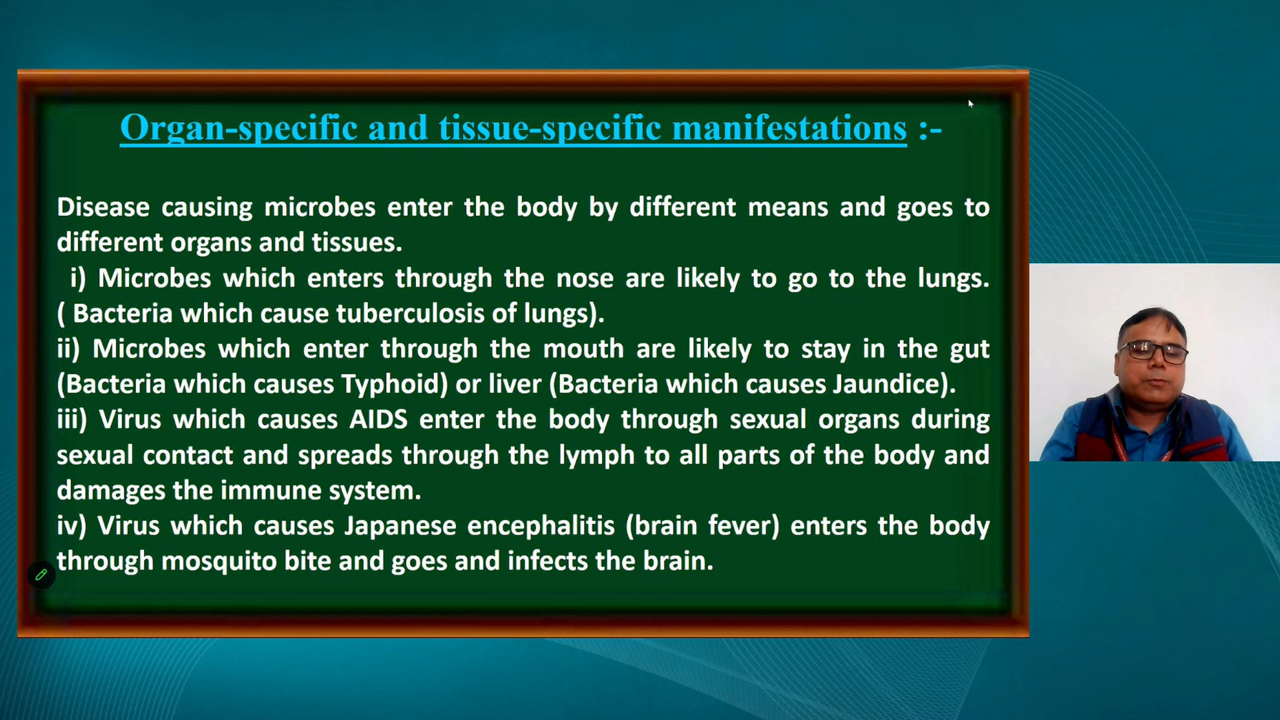 Organ-specific and tissue-specific manifestations :-
Disease causing microbes enter the body by different means and goes to
different organs and tissues.
i) Microbes which enters through the nose are likely to go to the lungs.
( Bacteria which cause tuberculosis of lungs).
ii) Microbes which enter through the mouth are likely to stay in the gut
(Bacteria which causes Typhoid) or liver (Bacteria which causes Jaundice).
iii) Virus which causes AIDS enter the body through sexual organs during
sexual contact and spreads through the lymph to all parts of the body and
damages the immune system.
iv) Virus which causes Japanese encephalitis (brain fever) enters the body
through mosquito bite and goes and infects the brain.